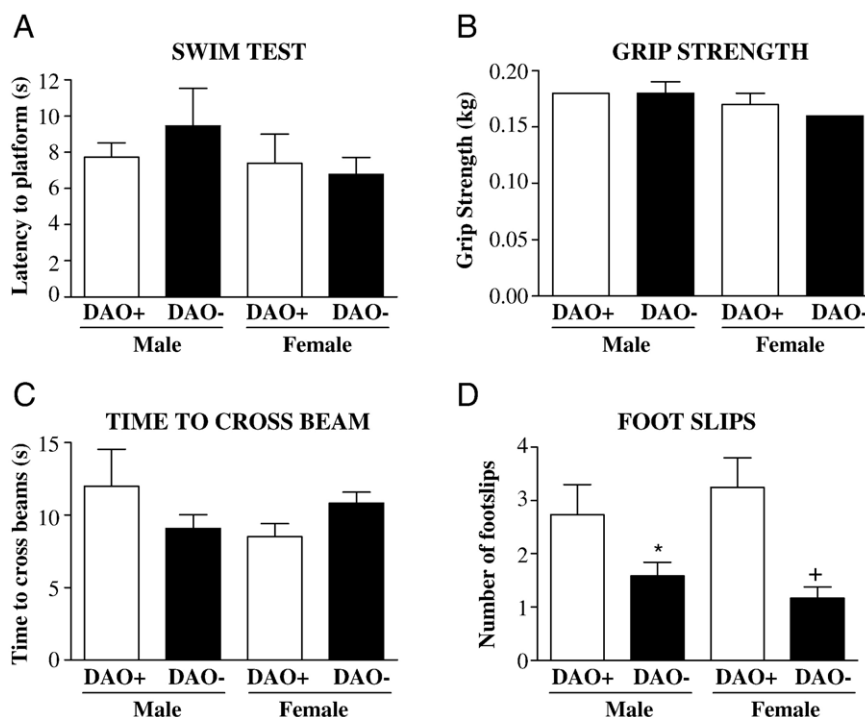 A
SWIM TEST
Latency to platform (s)
12
10
8
6
4
2
0
DAO+ DAO- DAO+ DAO-
Male Female
B
GRIP STRENGTH
Grip Strength (kg)
0.20
0.15
0.10
0.05
0.00
DAO+ DAO- DAO+ DAO-
Male Female
C
TIME TO CROSS BEAM
Time to cross beams (s)
15
10
5
0
DAO+ DAO- DAO+ DAO-
Male Female
D
FOOT SLIPS
Number of footslips
4
3
2
1
0
*
+
DAO+ DAO- DAO+ DAO-
Male Female